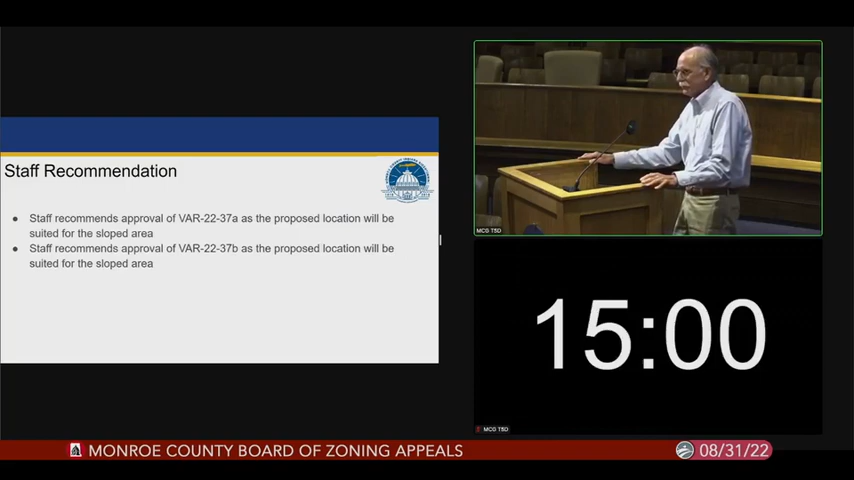 Staff Recommendation
● Staff recommends approval of VAR-22-37a as the proposed location will be
suited for the sloped area
● Staff recommends approval of VAR-22-37b as the proposed location will be
suited for the sloped area
MCG TSD
15:00
MCG TSD
MONROE COUNTY BOARD OF ZONING APPEALS
08/31/22